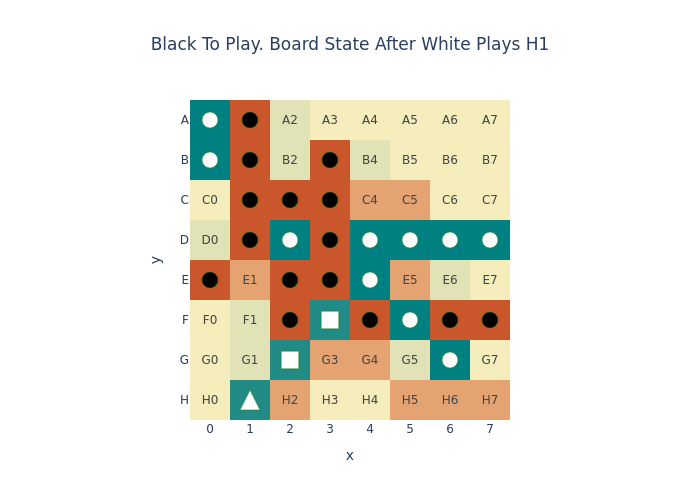 Black To Play. Board State After White Plays H1
A A2 A3 A4 A5 A6 A7
B B2 B4 B5 B6 B7
C C0 C4 C5 C6 C7
D D0
E E1 E5 E6 E7
F F0 F1
G G0 G1 G3 G4 G5 G7
H H0 H2 H3 H4 H5 H6 H7
0 1 2 3 4 5 6 7
x
y